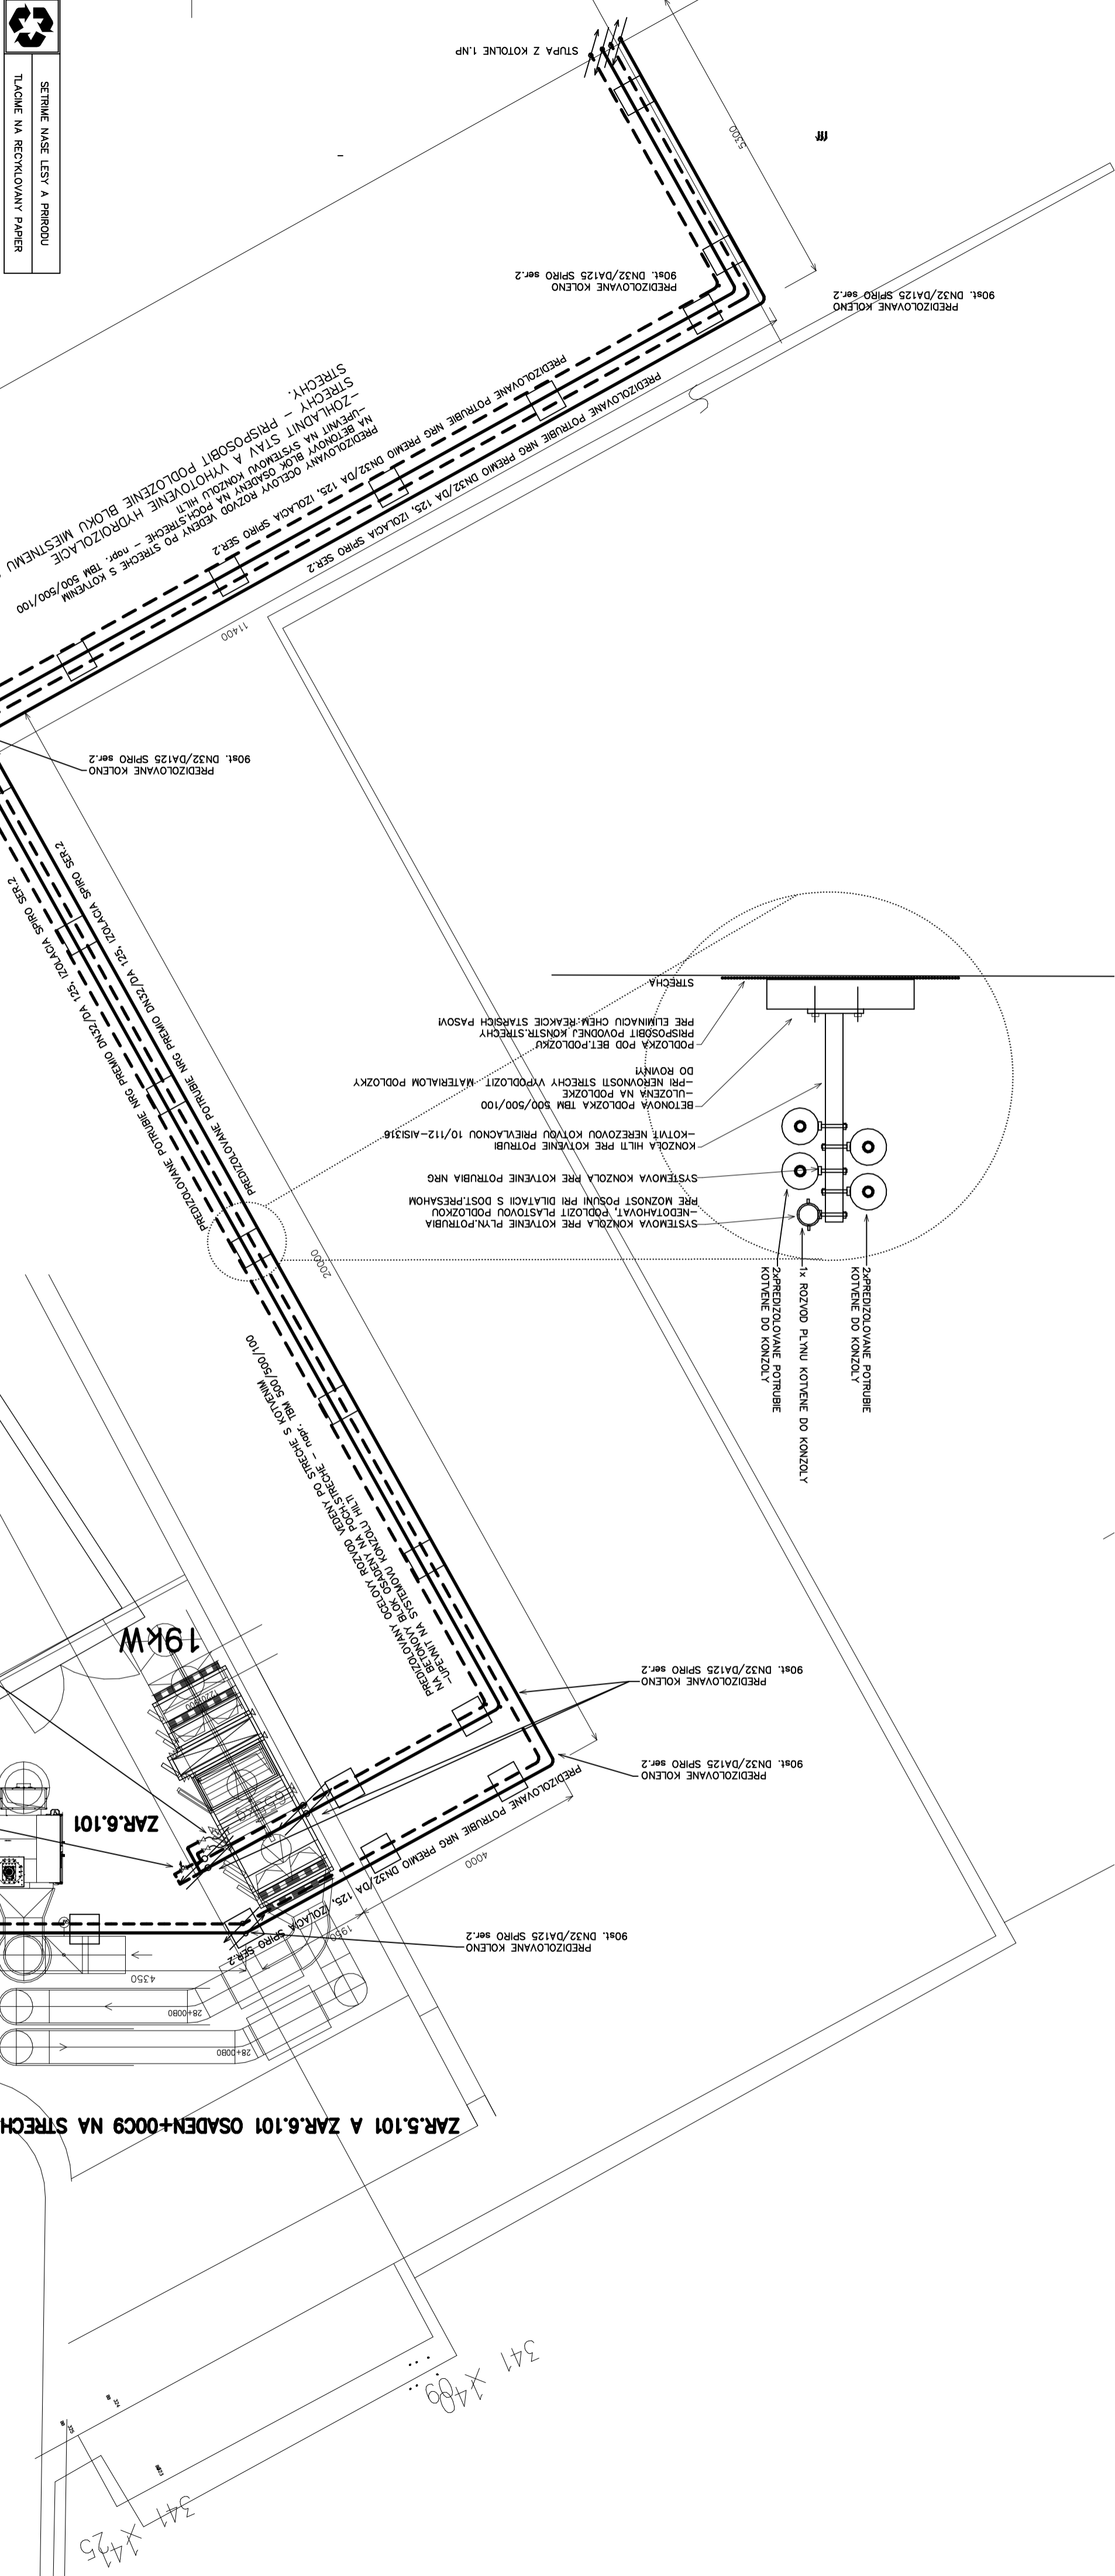 SETRIME NASE LESY A PRIRODU
TLACIME NA RECYKLOVANY PAPIER
STUPA Z KOTOLNE 1.NP
5300
PREDIZOLOVANE KOLENO
90st. DN32/DA125 SPIRO ser.2
PREDIZOLOVANE KOLENO
90st. DN32/DA125 SPIRO ser.2
PREDIZOLOVANE POTRUBIE NRG PREMIO DN32/DA 125, IZOLACIA SPIRO SER.2
PREDIZOLOVANE POTRUBIE NRG PREMIO DN32/DA 125, IZOLACIA SPIRO SER.2
PREDIZOLOVANY OCELOVY ROZVOD VEDENY PO STRECHE S KOTVENIM
NA BETONOVY BLOK OSADENY NA POCH.STRECHE – napr. TBM 500/500/100
–UPEVNIT NA SYSTEMOVU KONZOLU HILTI
–ZOHLADNIT STAV A VYHOTOVENIE HYDROIZOLACIE
STRECHY – PRISPOSOBIT PODLOZENIE BLOKU MIESTNEMU
STRECHY.
11400
PREDIZOLOVANE KOLENO
90st. DN32/DA125 SPIRO ser.2
PREDIZOLOVANE POTRUBIE NRG PREMIO DN32/DA 125, IZOLACIA SPIRO SER.2
PREDIZOLOVANE POTRUBIE NRG PREMIO DN32/DA 125, IZOLACIA SPIRO SER.2
20000
STRECHA
PODLOZKA POD BET.PODLOZKU
PRISPOSOBIT POVODNEJ KONSTR.STRECHY
PRE ELIMINACIU CHEM.REAKCIE STARSICH PASOV!
BETONOVA PODLOZKA TBM 500/500/100
–ULOZENA NA PODLOZKE
–PRI NEROVNOSTI STRECHY VYPODLOZIT MATERIALOM PODLOZKY
DO ROVINY!
KONZOLA HILTI PRE KOTVENIE POTRUBI
–KOTVIT NEREZOVOU KOTVOU PRIEVLACNOU 10/112–AISI316
SYSTEMOVA KONZOLA PRE KOTVENIE POTRUBIA NRG
SYSTEMOVA KONZOLA PRE KOTVENIE PLYN.POTRUBIA
–NEDOTAHOVAT, PODLOZIT PLASTOVOU PODLOZKOU
PRE MOZNOST POSUNI PRI DILATACII S DOST.PRESAHOM
2xPREDIZOLOVANE POTRUBIE
KOTVENE DO KONZOLY
1x ROZVOD PLYNU KOTVENE DO KONZOLY
2xPREDIZOLOVANE POTRUBIE
KOTVENE DO KONZOLY
PREDIZOLOVANY OCELOVY ROZVOD VEDENY PO STRECHE S KOTVENIM
NA BETONOVY BLOK OSADENY NA POCH.STRECHE – napr. TBM 500/500/100
–UPEVNIT NA SYSTEMOVU KONZOLU HILTI
19kW
ZAR.6.101
PREDIZOLOVANE KOLENO
90st. DN32/DA125 SPIRO ser.2
PREDIZOLOVANE KOLENO
90st. DN32/DA125 SPIRO ser.2
PREDIZOLOVANE POTRUBIE NRG PREMIO DN32/DA 125, IZOLACIA SPIRO SER.2
4000
1950
PREDIZOLOVANE KOLENO
90st. DN32/DA125 SPIRO ser.2
4350
28+00B0
28+00B0
ZAR.5.101 A ZAR.6.101 OSADEN+00C9 NA STRECH
341
341